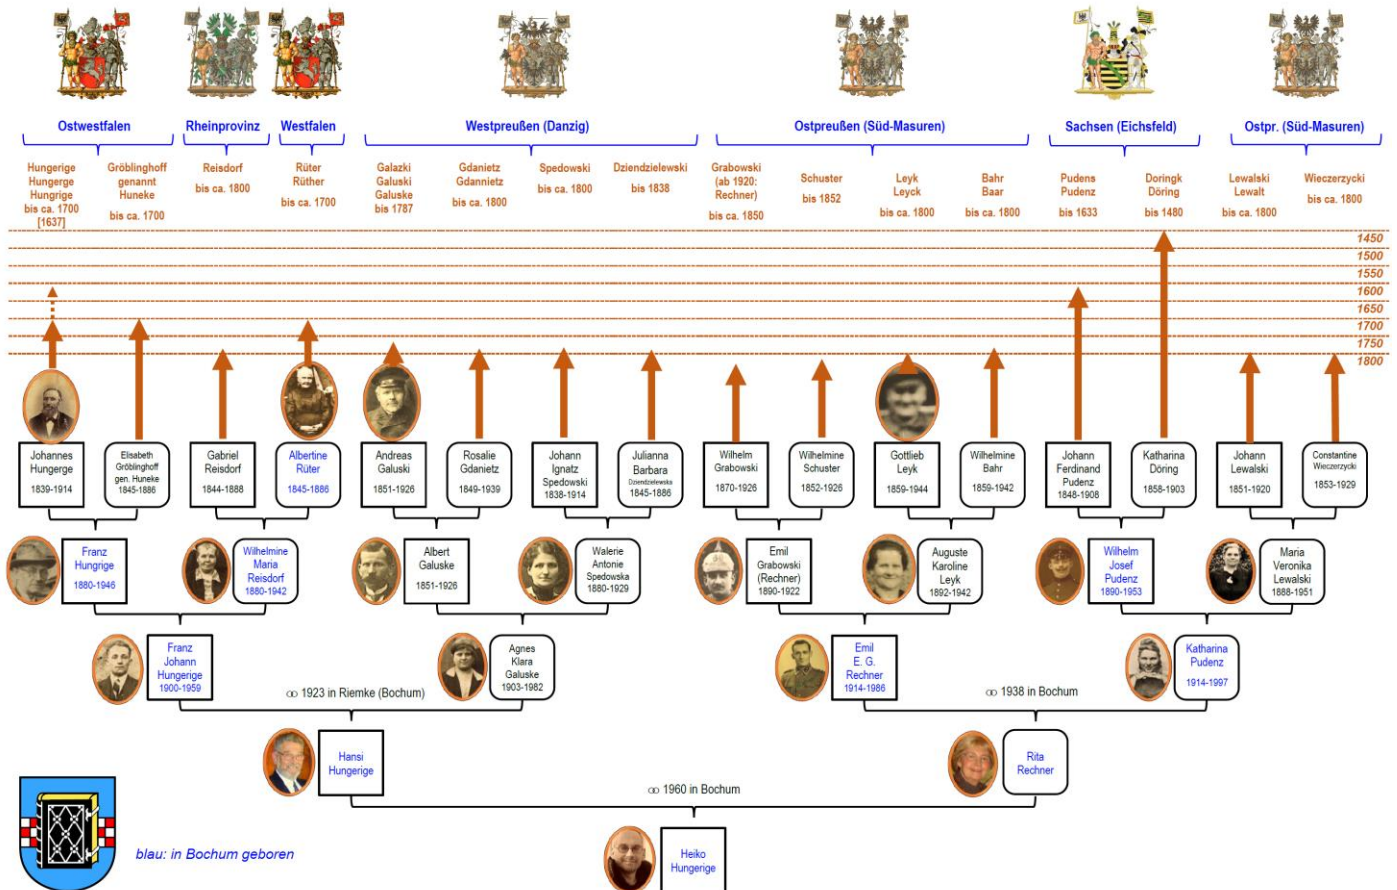 Ostwestfalen
Rheinprovinz
Westfalen
Westpreußen (Danzig)
Ostpreußen (Süd-Masuren)
Sachsen (Eichsfeld)
Ostpr. (Süd-Masuren)
Hungerige
Hungerge
Hungrige
bis ca. 1700
[1637]
Gröblinghoff
genannt
Huneke
bis ca. 1700
Reisdorf
bis ca. 1800
Rüter
Rüther
bis ca. 1700
Galazki
Galuski
Galuske
bis 1787
Gdanietz
Gdannietz
bis ca. 1800
Spedowski
bis ca. 1800
Dziendzielewski
bis 1838
Grabowski
(ab 1920:
Rechner)
bis ca. 1850
Schuster
bis 1852
Leyk
Leyck
bis ca. 1800
Bahr
Baar
bis ca. 1800
Pudens
Pudenz
bis 1633
Doringk
Döring
bis 1480
Lewalski
Lewalt
bis ca. 1800
Wieczerzycki
bis ca. 1800
1450
1500
1550
1600
1650
1700
1750
1800
Johannes
Hungerge
1839-1914
Elisabeth
Gröblinghoff
gen. Huneke
1845-1886
Gabriel
Reisdorf
1844-1888
Albertine
Rüter
1845-1886
Andreas
Galuski
1851-1926
Rosalie
Gdanietz
1849-1939
Johann
Ignatz
Spedowski
1838-1914
Julianna
Barbara
Dziendzielewska
1845-1886
Wilhelm
Grabowski
1870-1926
Wilhelmine
Schuster
1852-1926
Gottlieb
Leyk
1859-1944
Wilhelmine
Bahr
1859-1942
Johann
Ferdinand
Pudenz
1848-1908
Katharina
Döring
1858-1903
Johann
Lewalski
1851-1920
Constantine
Wieczerzycki
1853-1929
Franz
Hungrige
1880-1946
Wilhelmine
Maria
Reisdorf
1880-1942
Albert
Galuske
1851-1926
Walerie
Antonie
Spedowska
1880-1929
Emil
Grabowski
(Rechner)
1890-1922
Auguste
Karoline
Leyk
1892-1942
Wilhelm
Josef
Pudenz
1890-1953
Maria
Veronika
Lewalski
1888-1951
Franz
Johann
Hungerige
1900-1959
∞ 1923 in Riemke (Bochum)
Agnes
Klara
Galuske
1903-1982
Emil
E. G.
Rechner
1914-1986
∞ 1938 in Bochum
Katharina
Pudenz
1914-1997
Hansi
Hungerige
∞ 1960 in Bochum
Rita
Rechner
Heiko
Hungerige
blau: in Bochum geboren